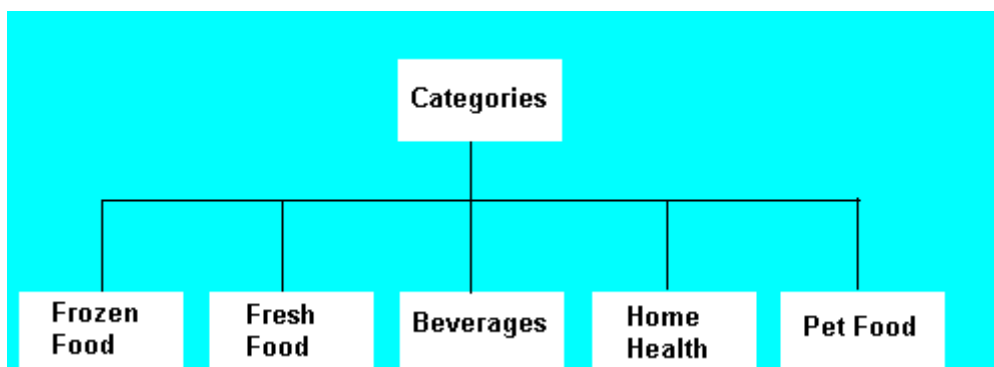 Categories
Frozen
Food
Fresh
Food
Beverages
Home
Health
Pet Food